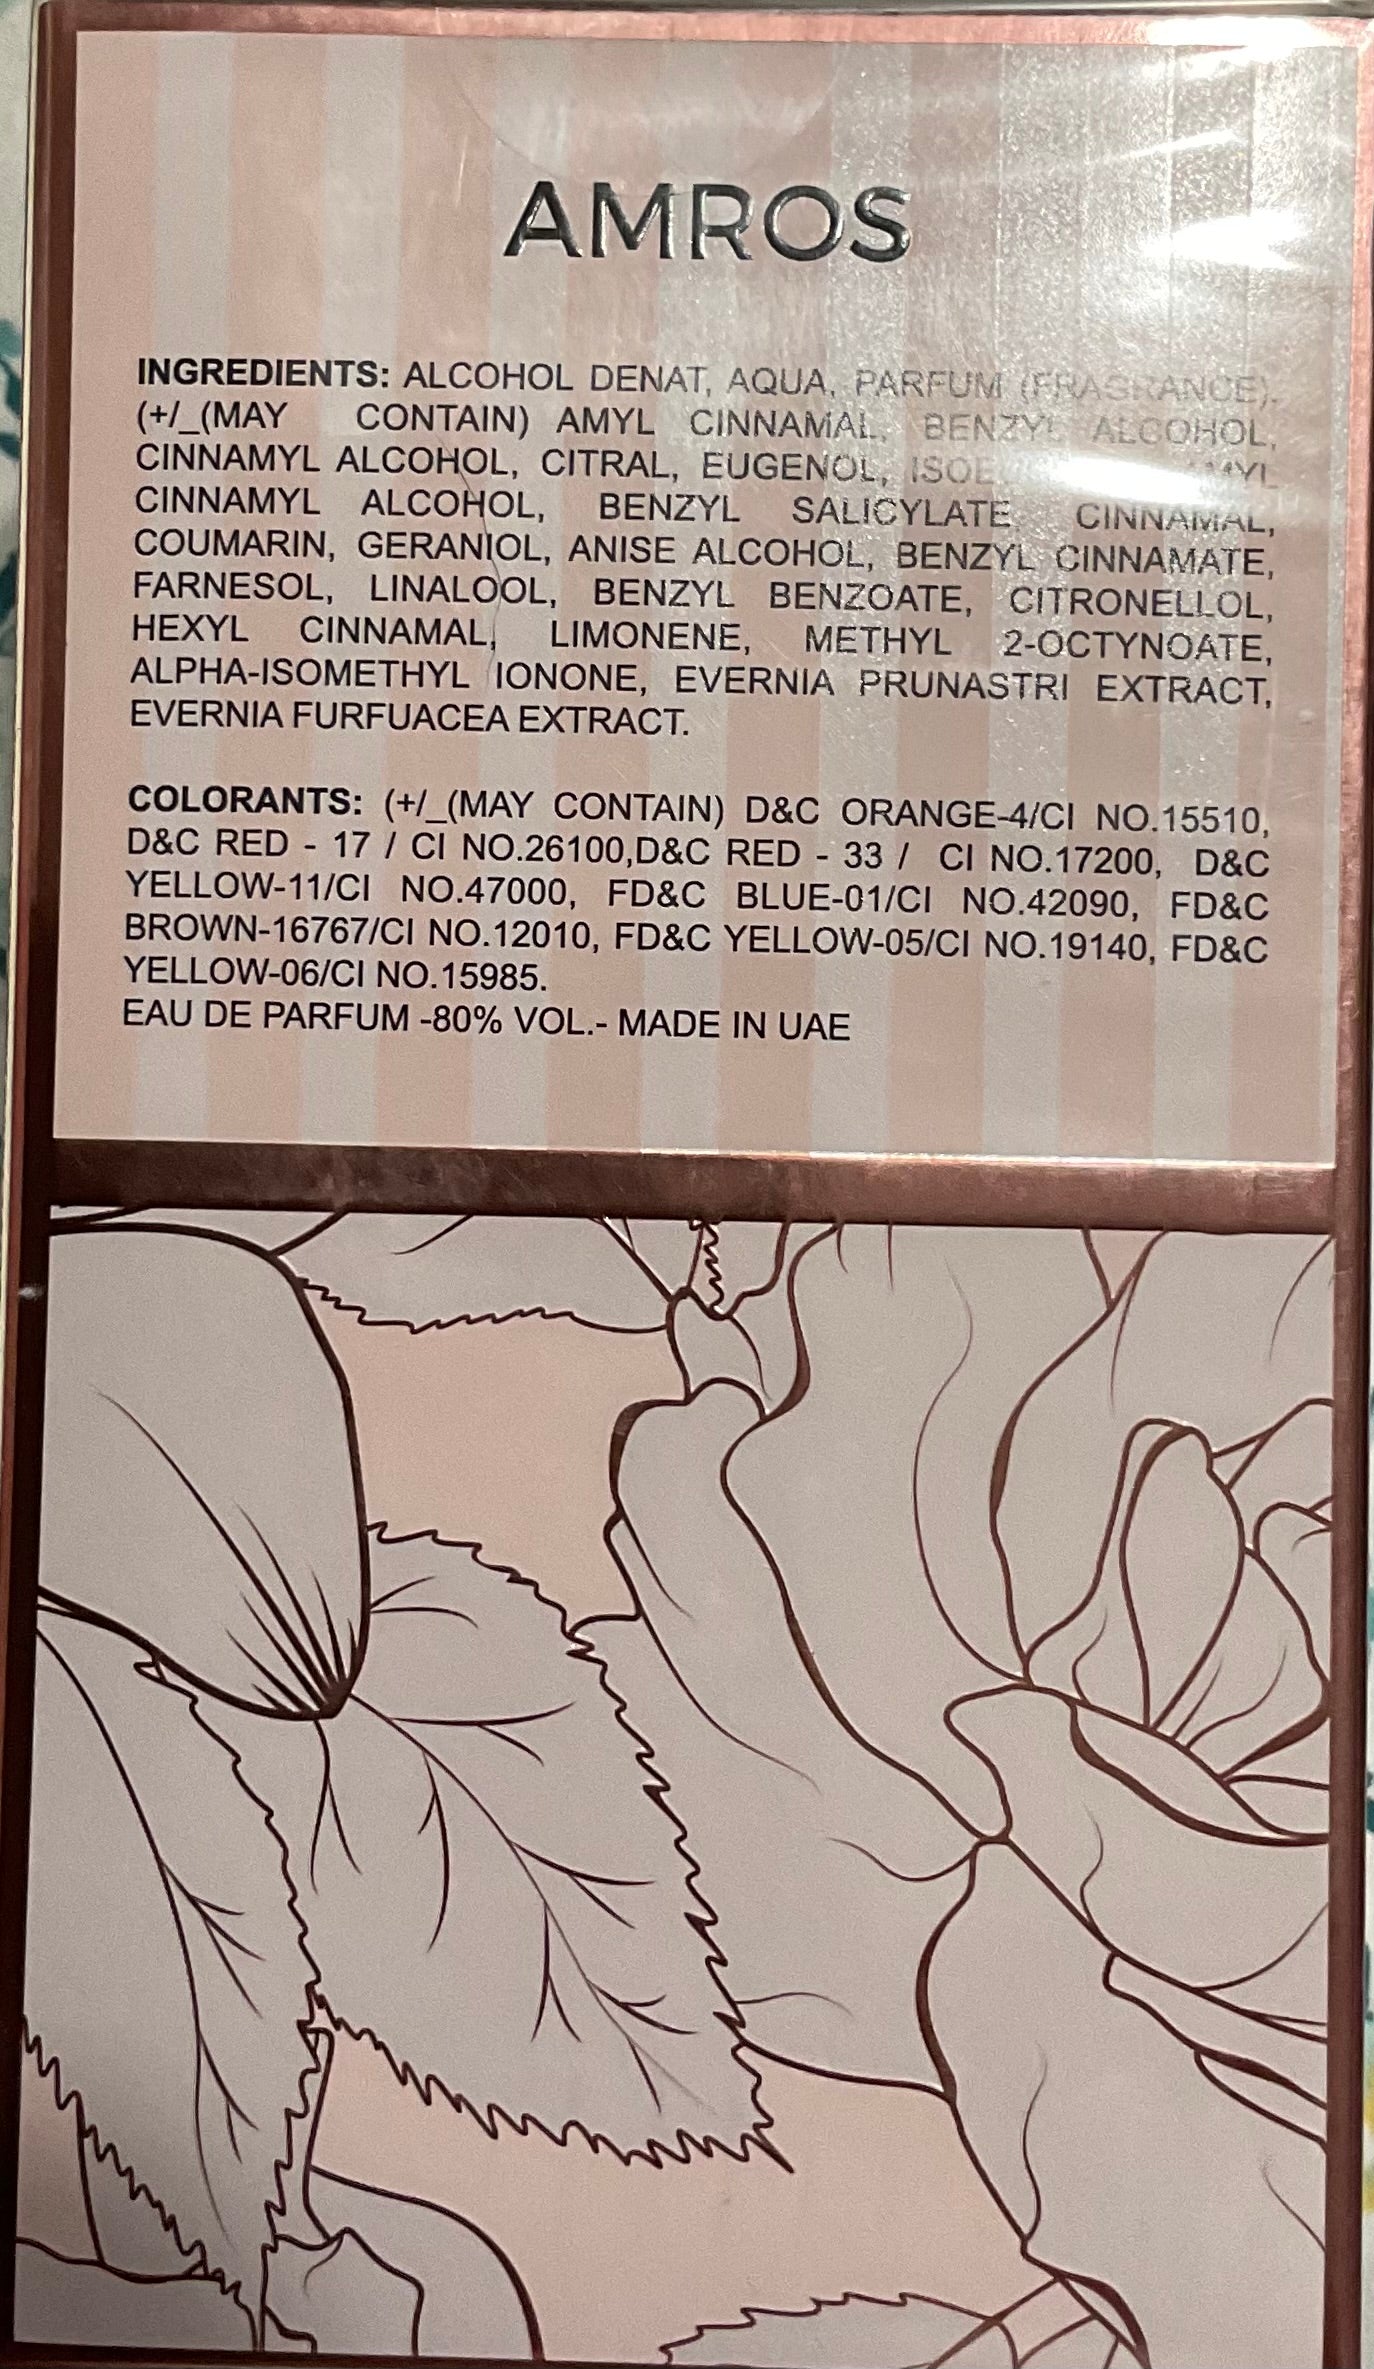 AMROS
INGREDIENTS: ALCOHOL DENAT, AQUA, PARFUM (FRAGRANCE).
(+/_(MAY CONTAIN) AMYL CINNAMAL, BENZYL ALCOHOL,
CINNAMYL ALCOHOL, CITRAL, EUGENOL,
CINNAMYL ALCOHOL, BENZYL SALICYLATE, CINNAMAL,
COUMARIN, GERANIOL, ANISE ALCOHOL, BENZYL CINNAMATE,
FARNESOL, LINALOOL, BENZYL BENZOATE, CITRONELLOL,
HEXYL CINNAMAL, LIMONENE, METHYL 2-OCTYNOATE,
ALPHA-ISOMETHYL IONONE, EVERNIA PRUNASTRI EXTRACT,
EVERNIA FURFUACEA EXTRACT.
COLORANTS: (+/_(MAY CONTAIN) D&C ORANGE-4/CI NO.15510,
D&C RED - 17 / CI NO.26100,D&C RED - 33 / CI NO.17200, D&C
YELLOW-11/CI NO.47000, FD&C BLUE-01/CI NO.42090, FD&C
BROWN-16767/CI NO.12010, FD&C YELLOW-05/CI NO.19140, FD&C
YELLOW-06/CI NO.15985.
EAU DE PARFUM -80% VOL.- MADE IN UAE